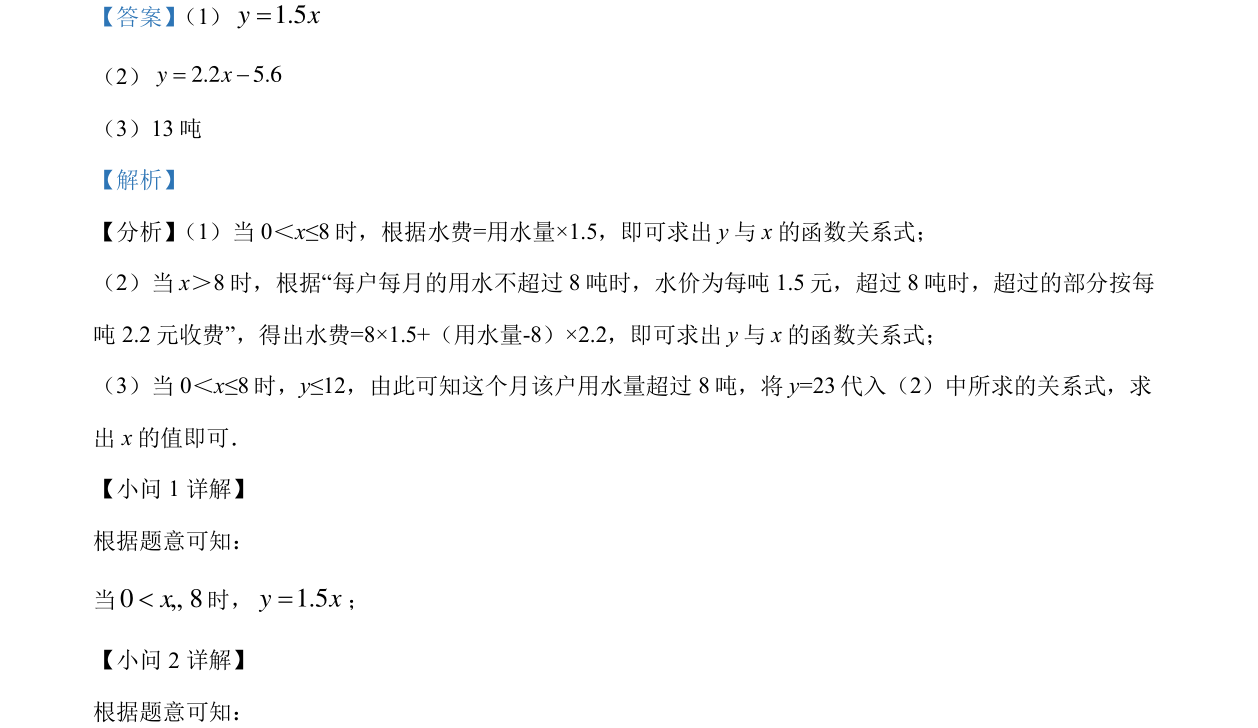 【答案】（1） y＝1.5x
（2） y＝2.2x－5.6
（3）13 吨
【解析】
【分析】（1）当 0＜x≤8 时，根据水费=用水量×1.5，即可求出 y 与 x 的函数关系式；
（2）当 x＞8 时，根据“每户每月的用水不超过 8 吨时，水价为每吨 1.5 元，超过 8 吨时，超过的部分按每
吨 2.2 元收费”，得出水费=8×1.5+（用水量-8）×2.2，即可求出 y 与 x 的函数关系式；
（3）当 0＜x≤8 时，y≤12，由此可知这个月该户用水量超过 8 吨，将 y=23 代入（2）中所求的关系式，求
出 x 的值即可．
【小问 1 详解】
根据题意可知：
当 0 < x,, 8 时， y＝1.5x；
【小问 2 详解】
根据题意可知：